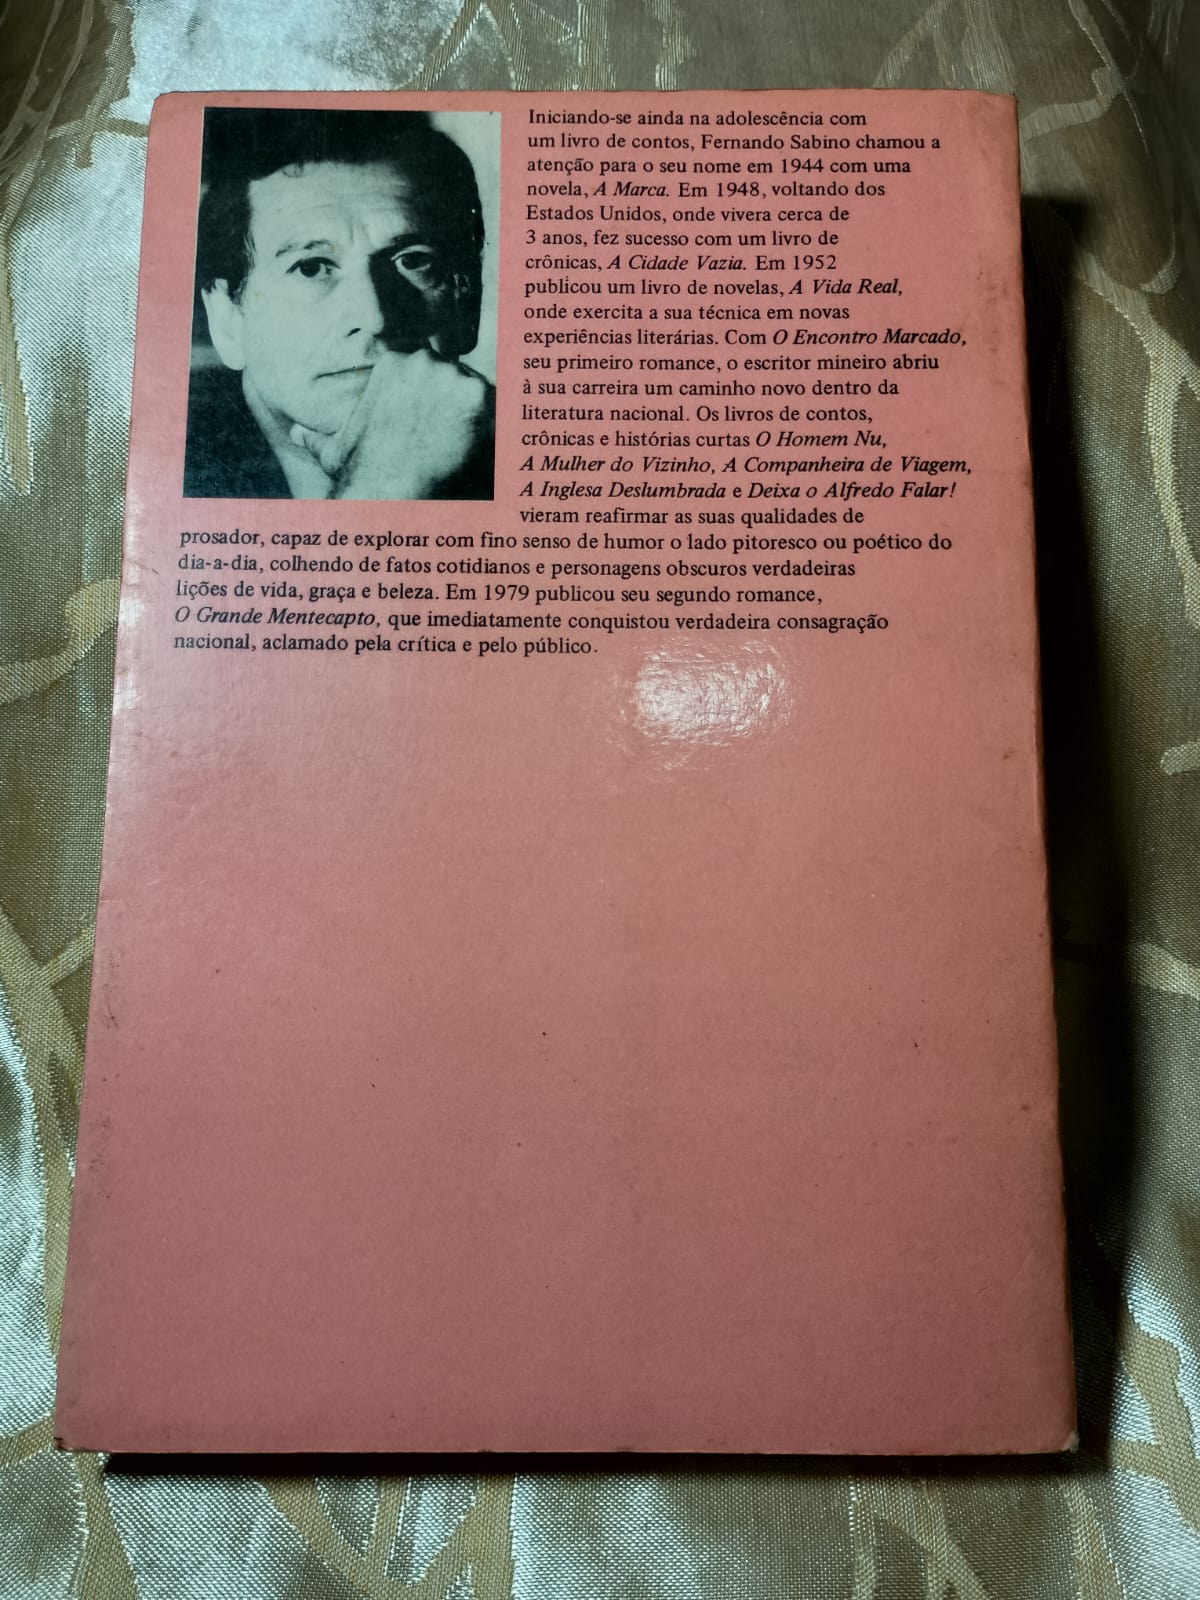 Iniciando-se ainda na adolescência com
um livro de contos, Fernando Sabino chamou a
atenção para o seu nome em 1944 com uma
novela, A Marca. Em 1948, voltando dos
Estados Unidos, onde vivera cerca de
3 anos, fez sucesso com um livro de
crônicas, A Cidade Vazia. Em 1952
publicou um livro de novelas, A Vida Real,
onde exercita a sua técnica em novas
experiências literárias. Com O Encontro Marcado,
seu primeiro romance, o escritor mineiro abriu
à sua carreira um caminho novo dentro da
literatura nacional. Os livros de contos,
crônicas e histórias curtas O Homem Nu,
A Mulher do Vizinho, A Companheira de Viagem,
A Inglesa Deslumbrada e Deixa o Alfredo Falar!
vieram reafirmar as suas qualidades de
prosador, capaz de explorar com fino senso de humor o lado pitoresco ou poético do
dia-a-dia, colhendo de fatos cotidianos e personagens obscuros verdadeiras
lições de vida, graça e beleza. Em 1979 publicou seu segundo romance,
O Grande Mentecapto, que imediatamente conquistou verdadeira consagração
nacional, aclamado pela crítica e pelo público.